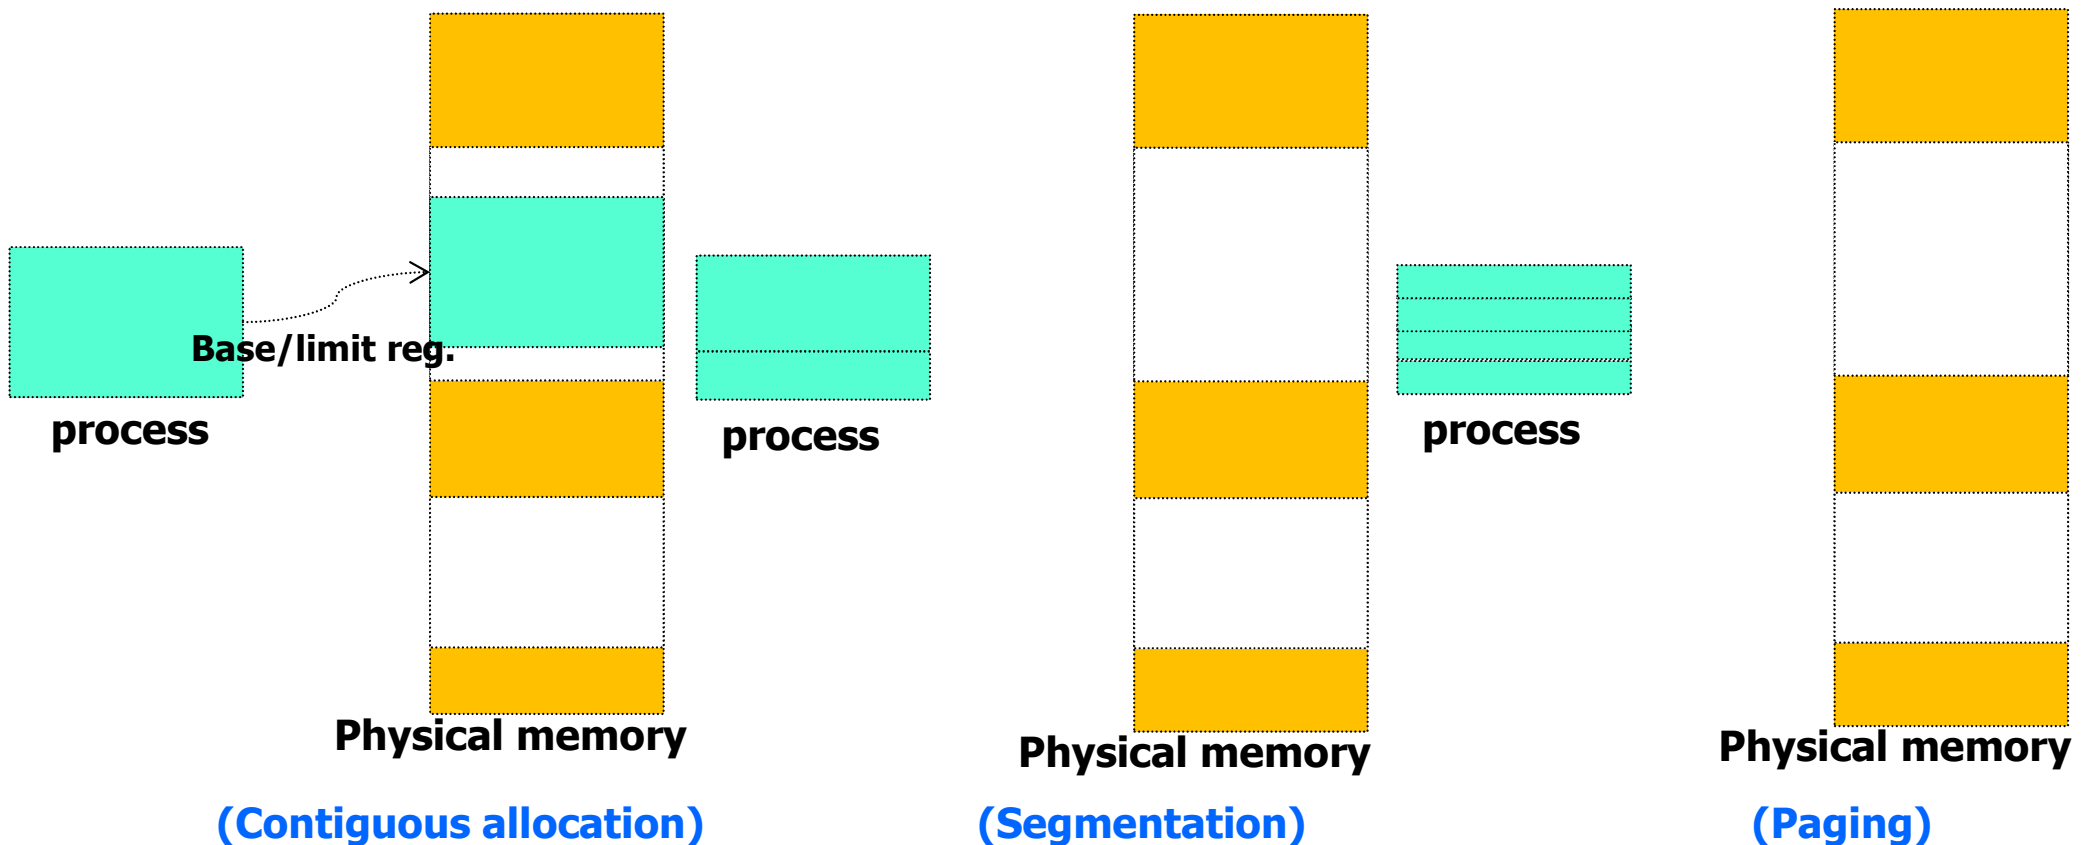 Base/limit reg.
process
process
process
Physical memory
Physical memory
Physical memory
(Contiguous allocation)
(Segmentation)
(Paging)